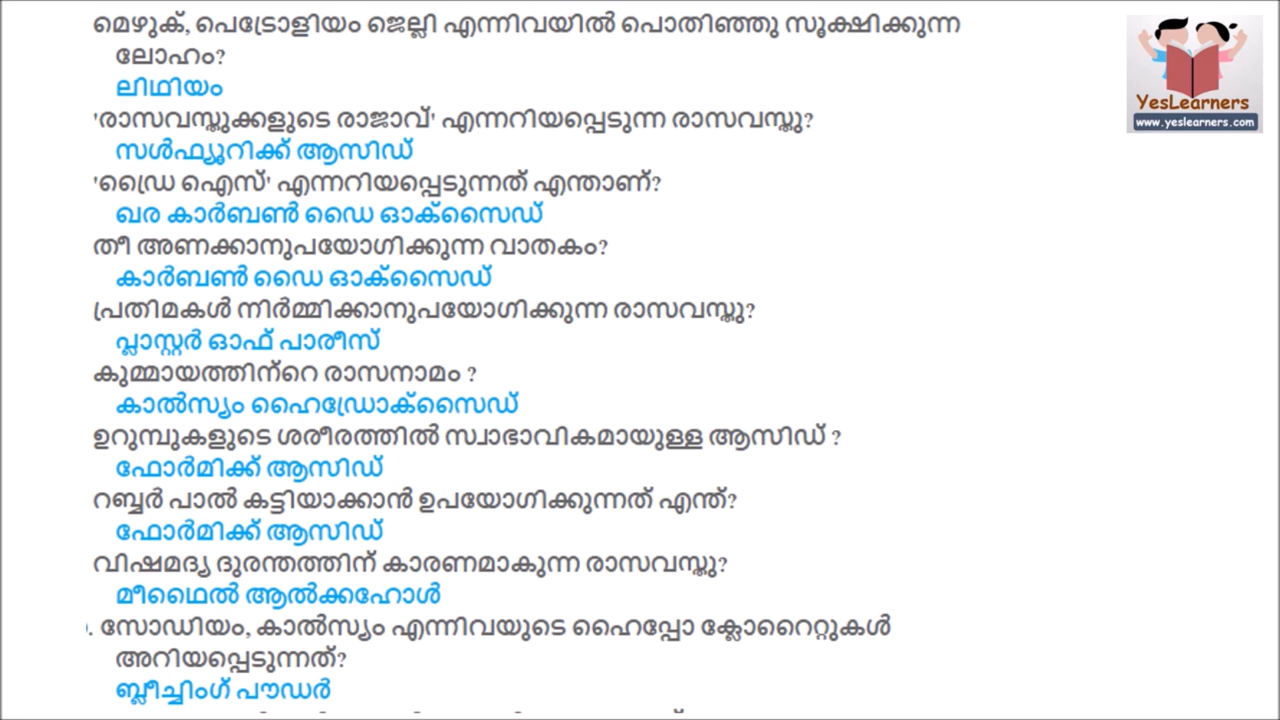 മെഴുക്, പെട്രോളിയം ജെല്ലി എന്നിവയിൽ പൊതിഞ്ഞു സൂക്ഷിക്കുന്ന
ലോഹം?
ലിഥിയം
'രാസവസ്തുക്കളുടെ രാജാവ്' എന്നറിയപ്പെടുന്ന രാസവസ്തു?
സൾഫ്യൂറിക്ക് ആസിഡ്
'ഡ്രൈ ഐസ്' എന്നറിയപ്പെടുന്നത് എന്താണ്?
ഖര കാർബൺ ഡൈ ഓക്സൈഡ്
തീ അണക്കാനുപയോഗിക്കുന്ന വാതകം?
കാർബൺ ഡൈ ഓക്സൈഡ്
പ്രതിമകൾ നിർമ്മിക്കാനുപയോഗിക്കുന്ന രാസവസ്തു?
പ്ലാസ്റ്റർ ഓഫ് പാരീസ്
കുമ്മായത്തിന്റെ രാസനാമം ?
കാൽസ്യം ഹൈഡ്രോക്സൈഡ്
ഉറുമ്പുകളുടെ ശരീരത്തിൽ സ്വാഭാവികമായുള്ള ആസിഡ് ?
ഫോർമിക്ക് ആസിഡ്
റബ്ബർ പാൽ കട്ടിയാക്കാൻ ഉപയോഗിക്കുന്നത് എന്ത്?
ഫോർമിക്ക് ആസിഡ്
വിഷമദ്യ ദുരന്തത്തിന് കാരണമാകുന്ന രാസവസ്തു?
മീഥൈൽ ആൽക്കഹോൾ
. സോഡിയം, കാൽസ്യം എന്നിവയുടെ ഹൈപ്പോ ക്ലോറൈറ്റുകൾ
അറിയപ്പെടുന്നത്?
ബ്ലീച്ചിംഗ് പൗഡർ
YesLearners
www.yeslearners.com